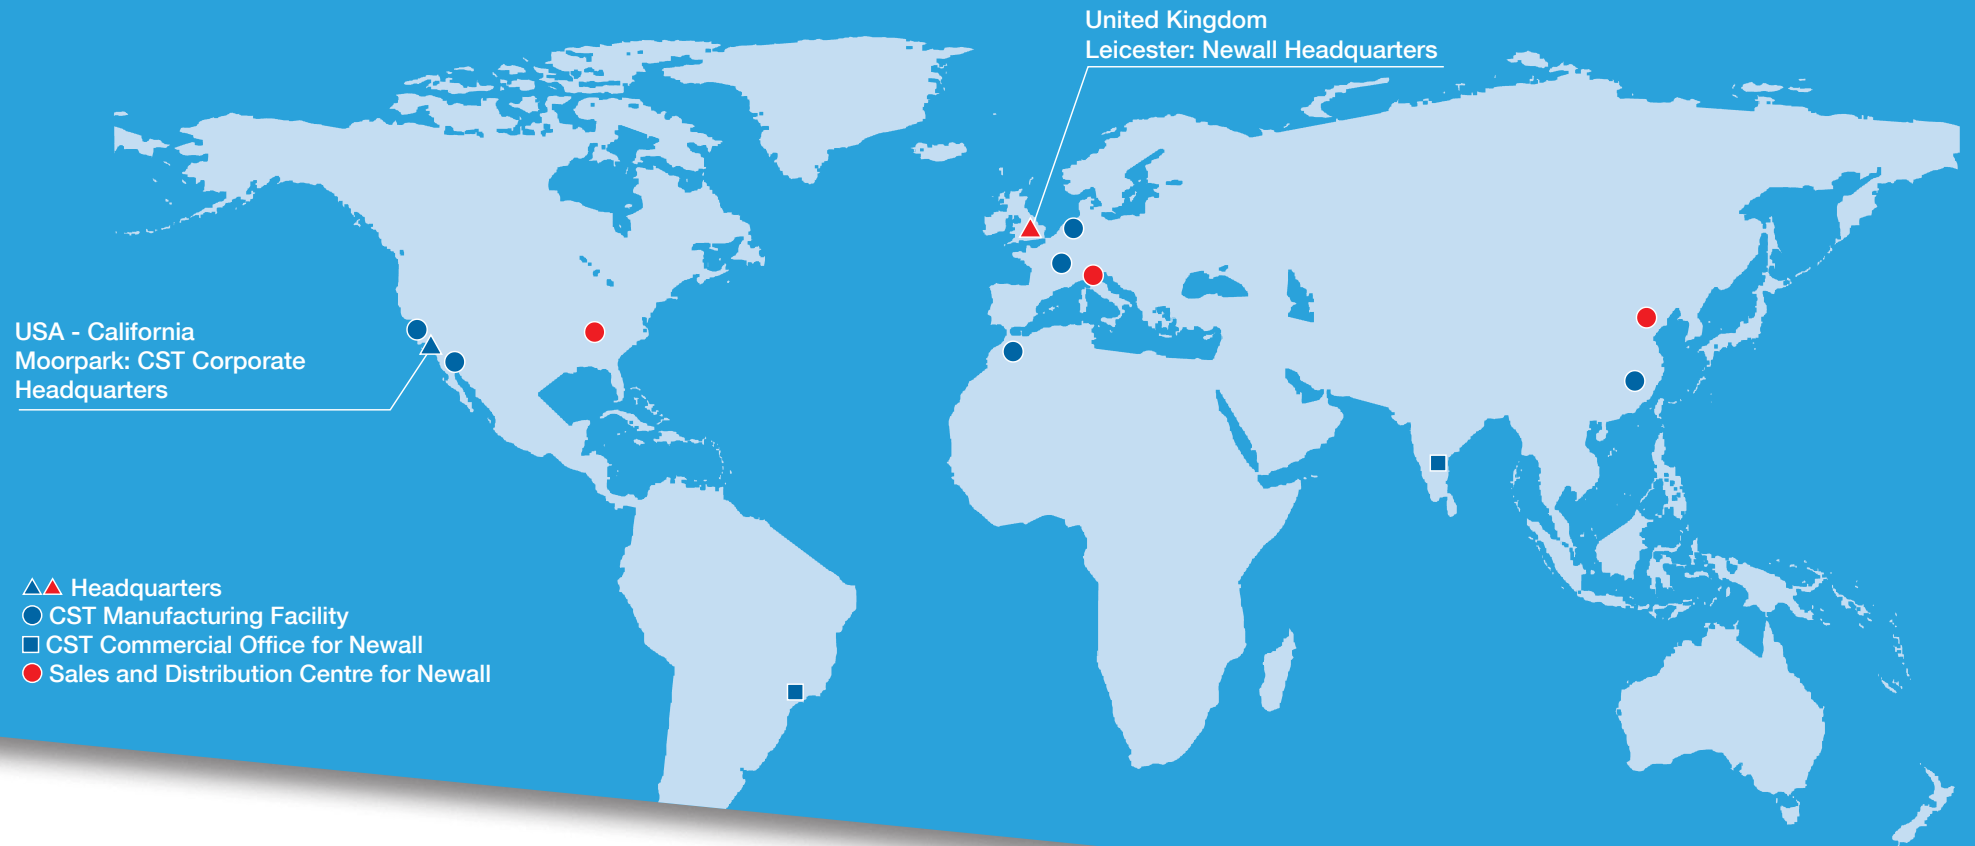 United Kingdom
Leicester: Newall Headquarters
USA - California
Moorpark: CST Corporate
Headquarters
Headquarters
CST Manufacturing Facility
CST Commercial Office for Newall
Sales and Distribution Centre for Newall